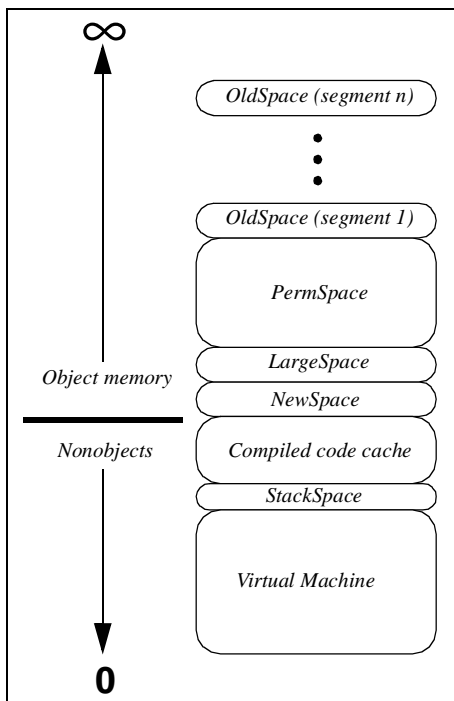 ∞
OldSpace (segment n)
OldSpace (segment 1)
PermSpace
LargeSpace
Object memory
NewSpace
Nonobjects
Compiled code cache
StackSpace
Virtual Machine
0